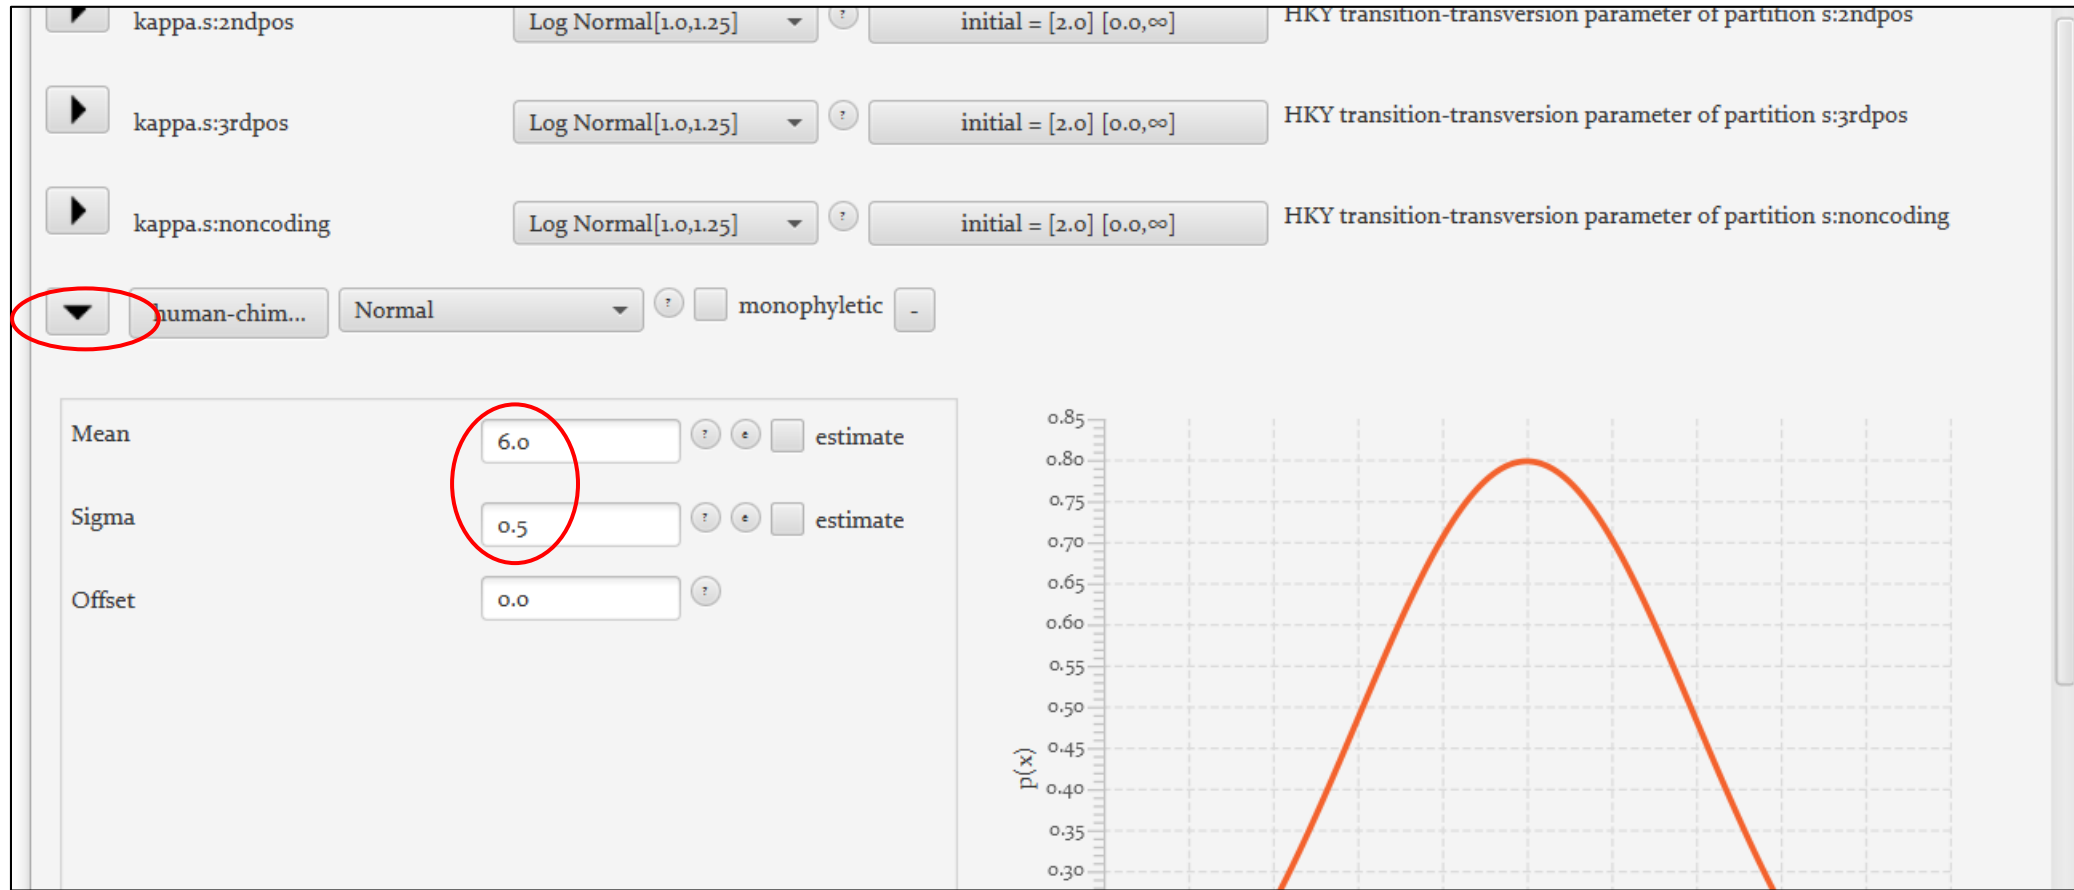 kappa.s:2ndpos Log Normal[1.0,1.25] ? initial = [2.0] [0.0,∞] HKY transition-transversion parameter of partition s:2ndpos
kappa.s:3rdpos Log Normal[1.0,1.25] ? initial = [2.0] [0.0,∞] HKY transition-transversion parameter of partition s:3rdpos
kappa.s:noncoding Log Normal[1.0,1.25] ? initial = [2.0] [0.0,∞] HKY transition-transversion parameter of partition s:noncoding
human-chim... Normal ? monophyletic -
Mean 6.0 ? e estimate
Sigma 0.5 ? e estimate
Offset 0.0 ?
0.85
0.80
0.75
0.70
0.65
0.60
0.55
0.50
0.45
0.40
0.35
0.30
p(x)